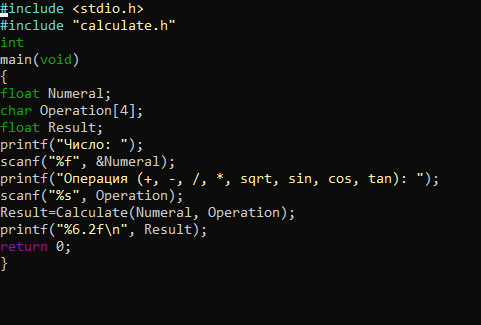 #include <stdio.h>
#include "calculate.h"
int
main(void)
{
float Numeral;
char Operation[4];
float Result;
printf("Число: ");
scanf("%f", &Numeral);
printf("Операция (+, -, /, *, sqrt, sin, cos, tan): ");
scanf("%s", Operation);
Result=Calculate(Numeral, Operation);
printf("%6.2f\n", Result);
return 0;
}